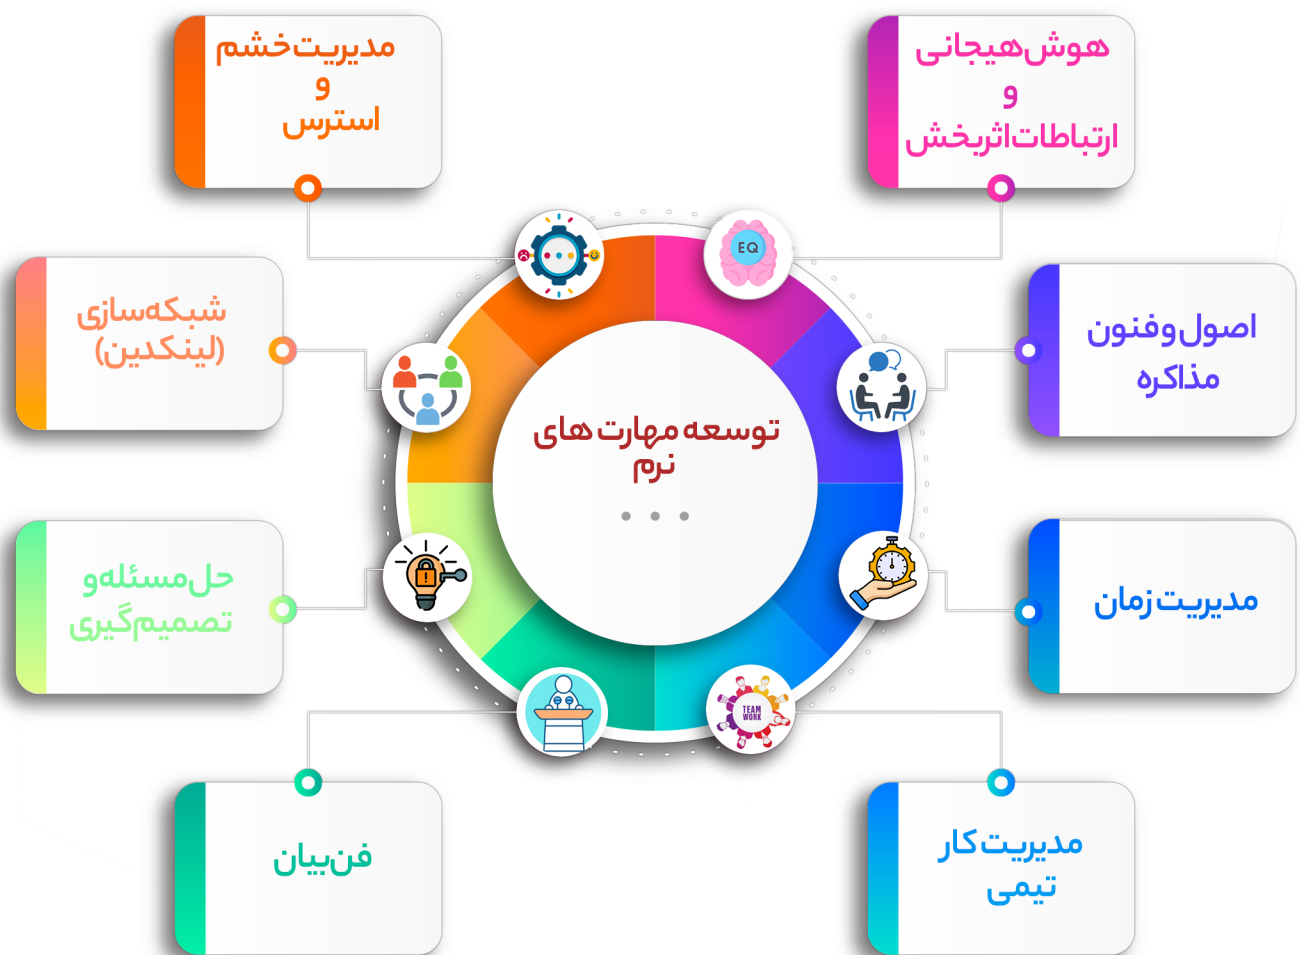 هوش هیجانی
و
ارتباطات اثربخش
مدیریت خشم
و
استرس
EQ
اصول و فنون
مذاکره
شبکه سازی
(لینکدین)
توسعه مهارت های
نرم
مدیریت زمان
حل مسئله و
تصمیم گیری
TEAM
WORK
مدیریت کار
تیمی
فن بیان